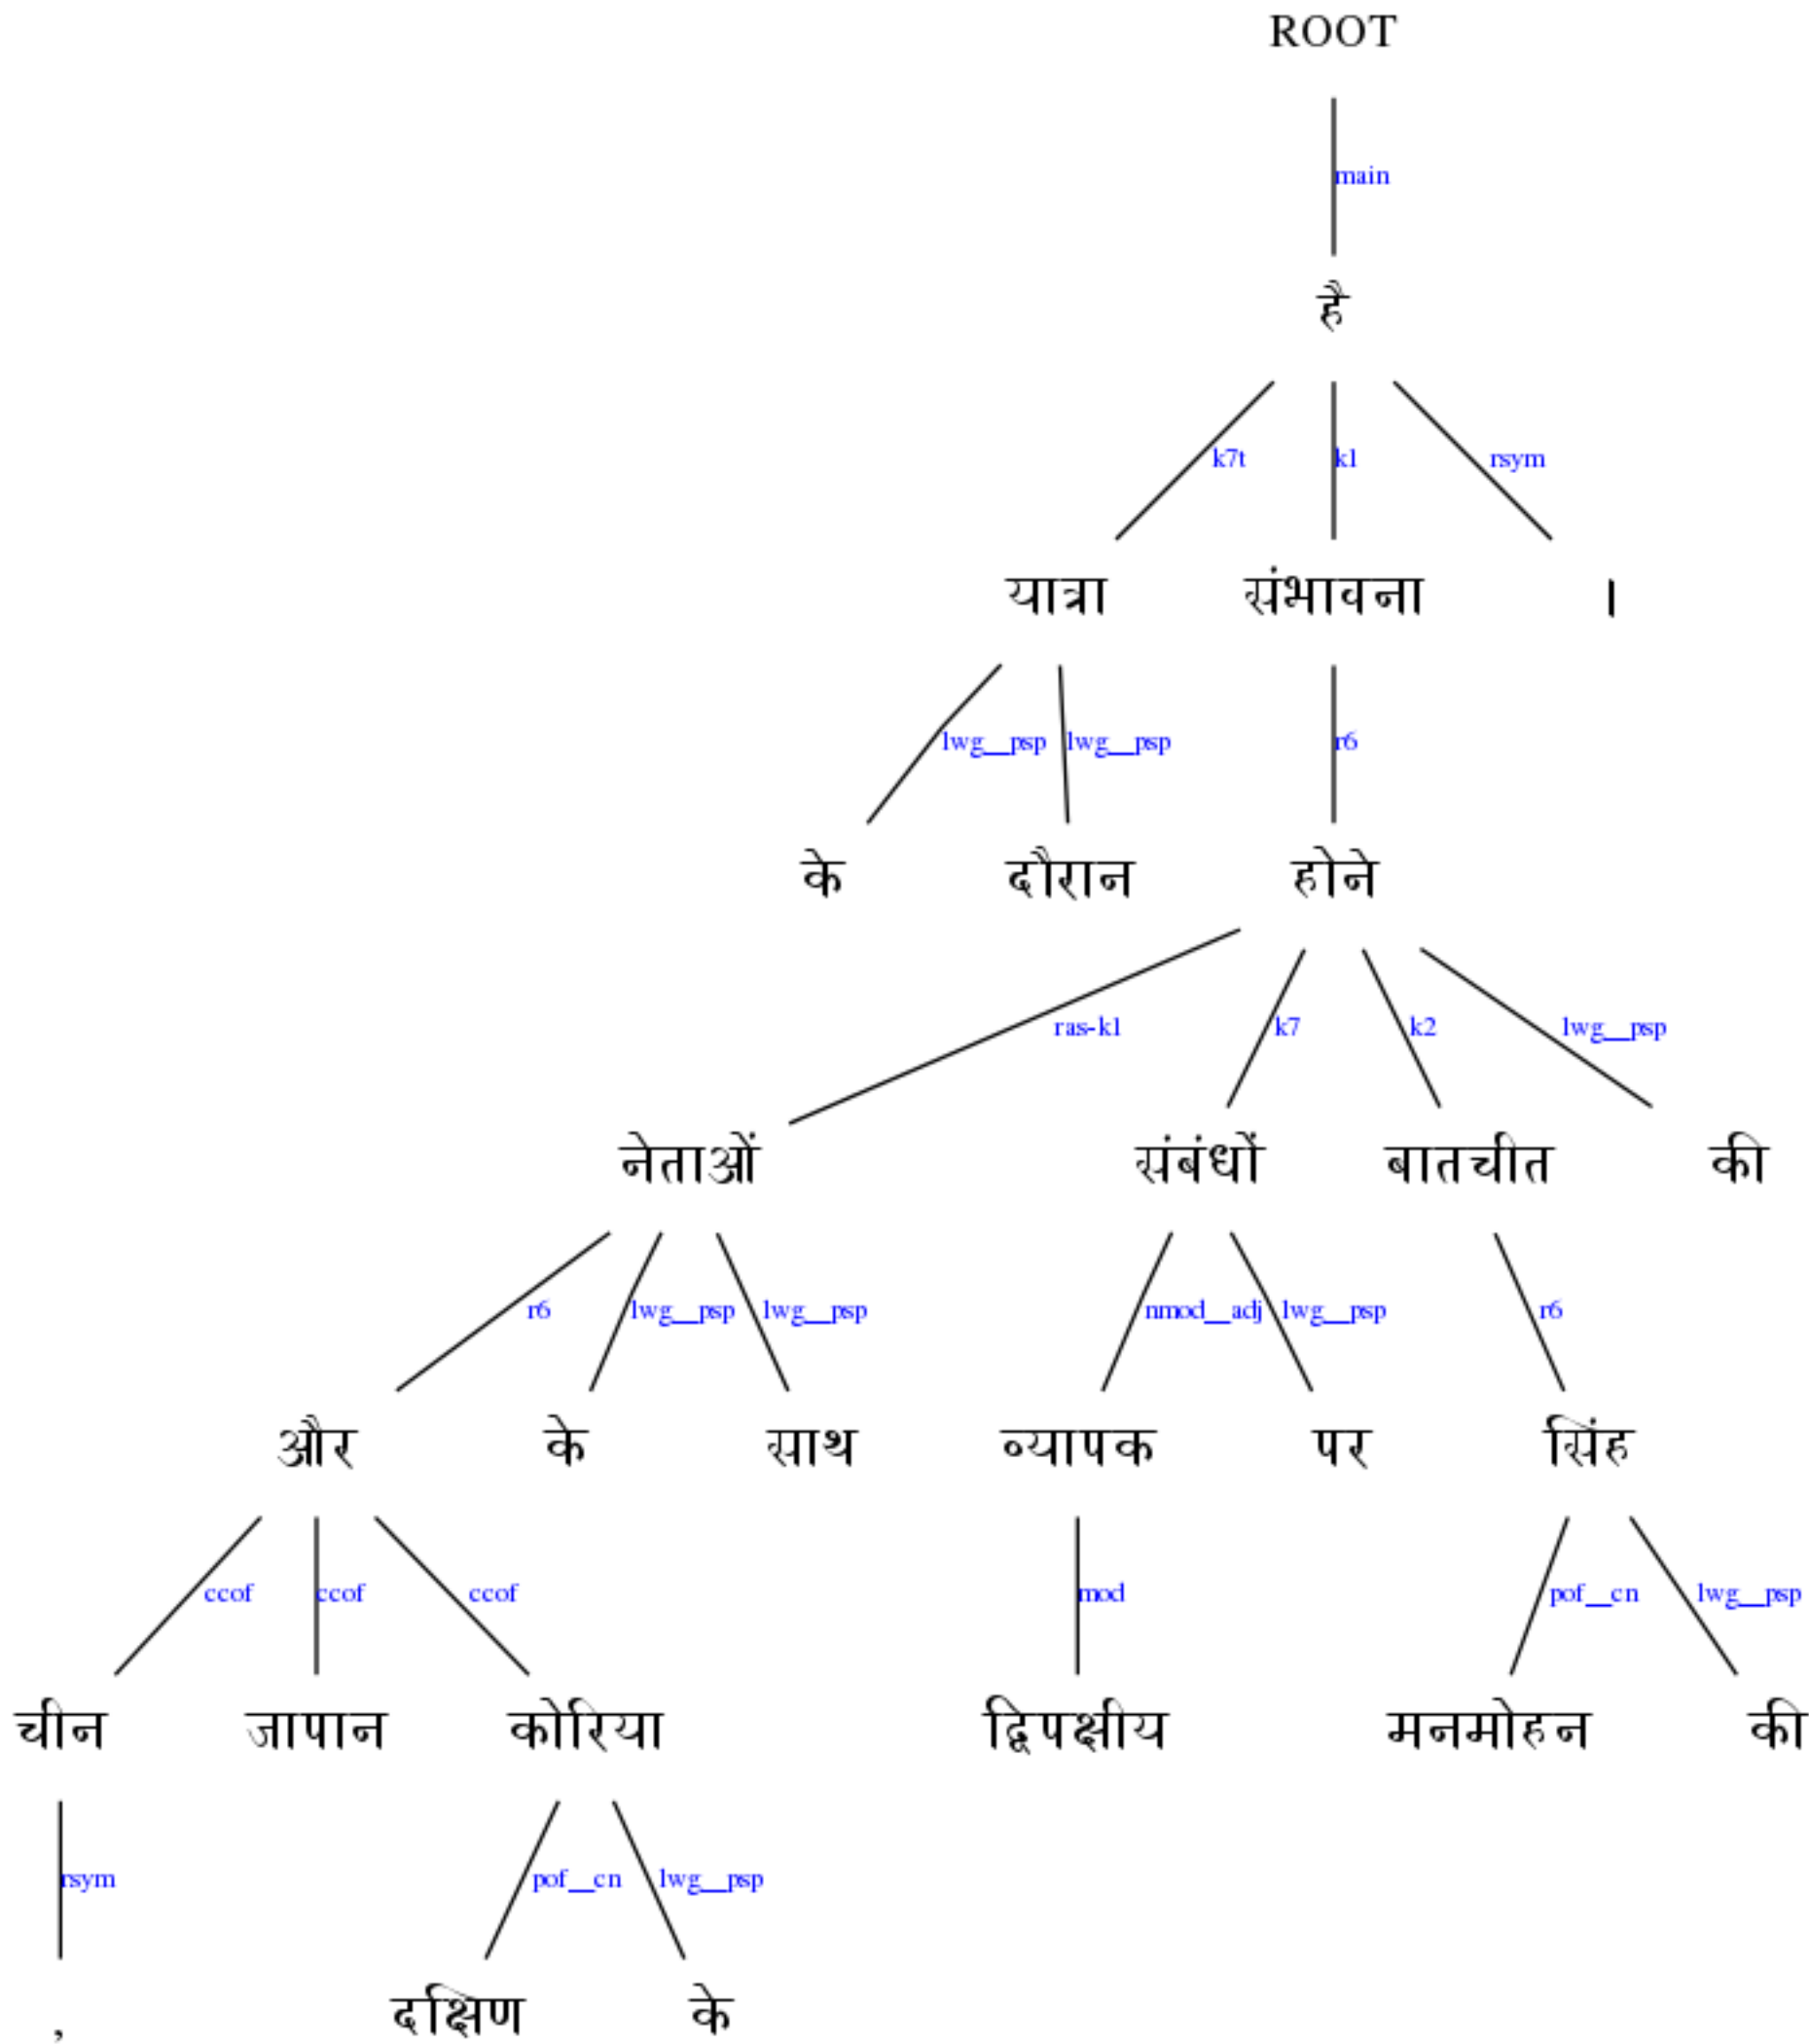 ROOT
main
है
k7t k1 rsym
यात्रा संभावना ।
lwg__psp lwg__psp r6
के दौरान होने
ras-k1 k7 k2 lwg__psp
नेताओं संबंधों बातचीत की
r6 lwg__psp lwg__psp nmod__adj lwg__psp r6
और के साथ व्यापक पर सिंह
ccof ccof ccof mod pof__cn lwg__psp
चीन जापान कोरिया द्विपक्षीय मनमोहन की
rsym pof__cn lwg__psp
, दक्षिण के